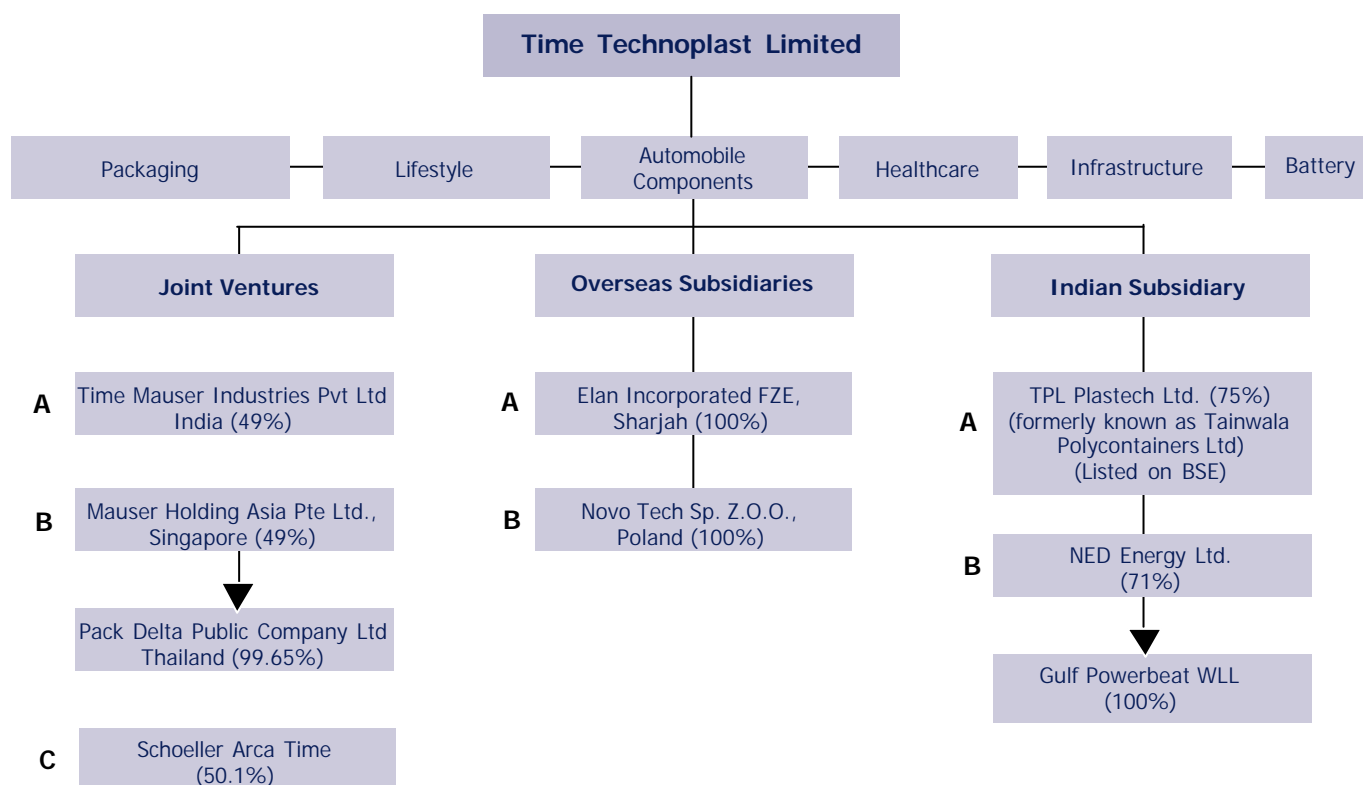 Time Technoplast Limited
Packaging
Lifestyle
Automobile
Components
Healthcare
Infrastructure
Battery
Joint Ventures
Overseas Subsidiaries
Indian Subsidiary
A
Time Mauser Industries Pvt Ltd
India (49%)
B
Mauser Holding Asia Pte Ltd.,
Singapore (49%)
Pack Delta Public Company Ltd
Thailand (99.65%)
C
Schoeller Arca Time
(50.1%)
A
Elan Incorporated FZE,
Sharjah (100%)
B
Novo Tech Sp. Z.O.O.,
Poland (100%)
A
TPL Plastech Ltd. (75%)
(formerly known as Tainwala
Polycontainers Ltd)
(Listed on BSE)
B
NED Energy Ltd.
(71%)
Gulf Powerbeat WLL
(100%)